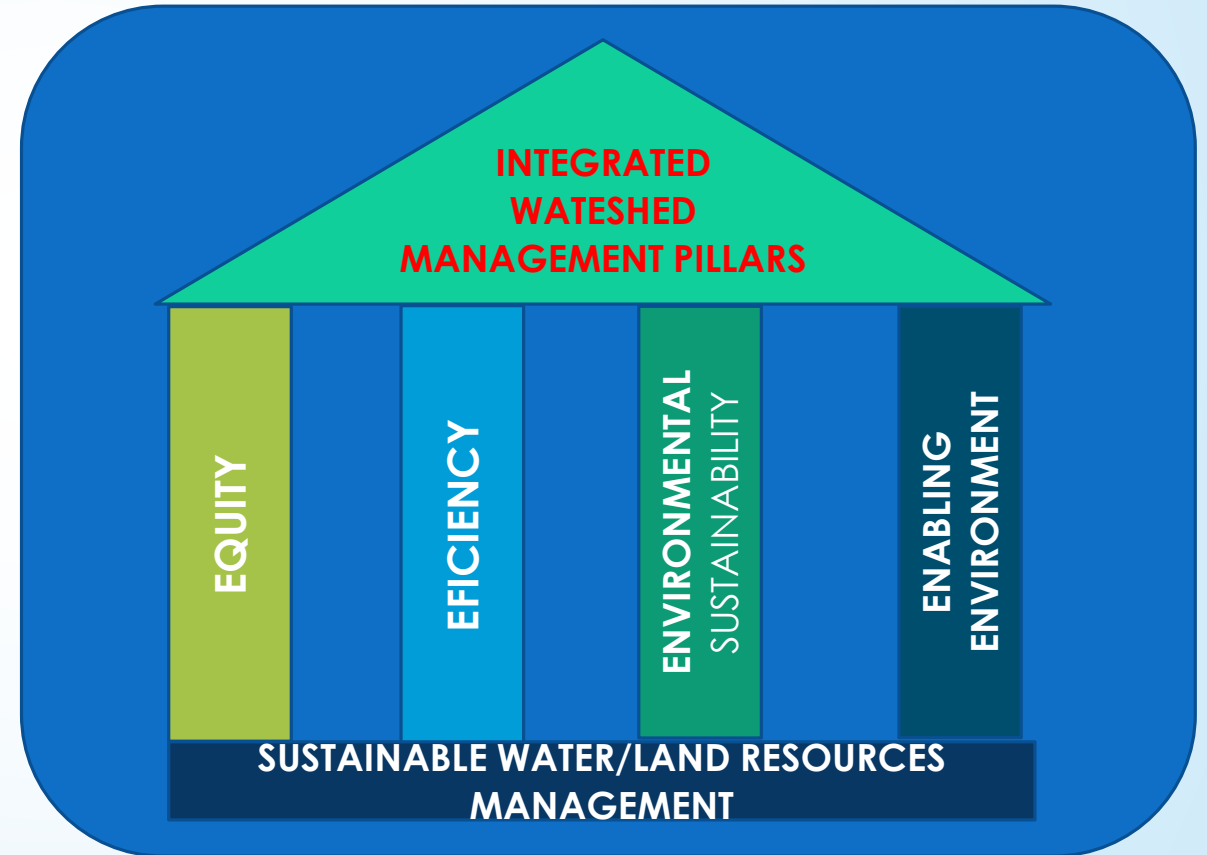 INTEGRATED
WATESHED
MANAGEMENT PILLARS
EQUITY
EFICIENCY
ENVIRONMENTAL
SUSTAINABILITY
ENABLING
ENVIRONMENT
SUSTAINABLE WATER/LAND RESOURCES
MANAGEMENT